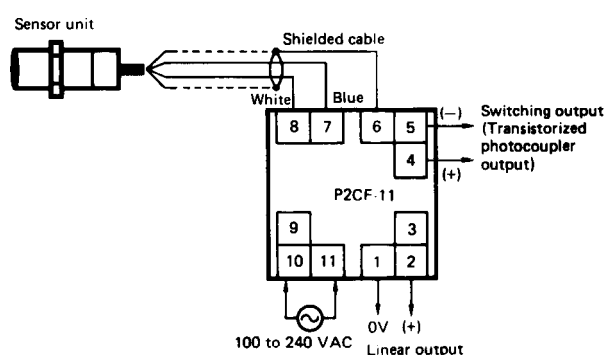 Sensor unit
Shielded cable
White
Blue
8 7 6 5
(−)
Switching output
(Transistorized
photocoupler
output)
4
(+)
P2CF-11
9 3
10 11 1 2
0V (+)
100 to 240 VAC
Linear output